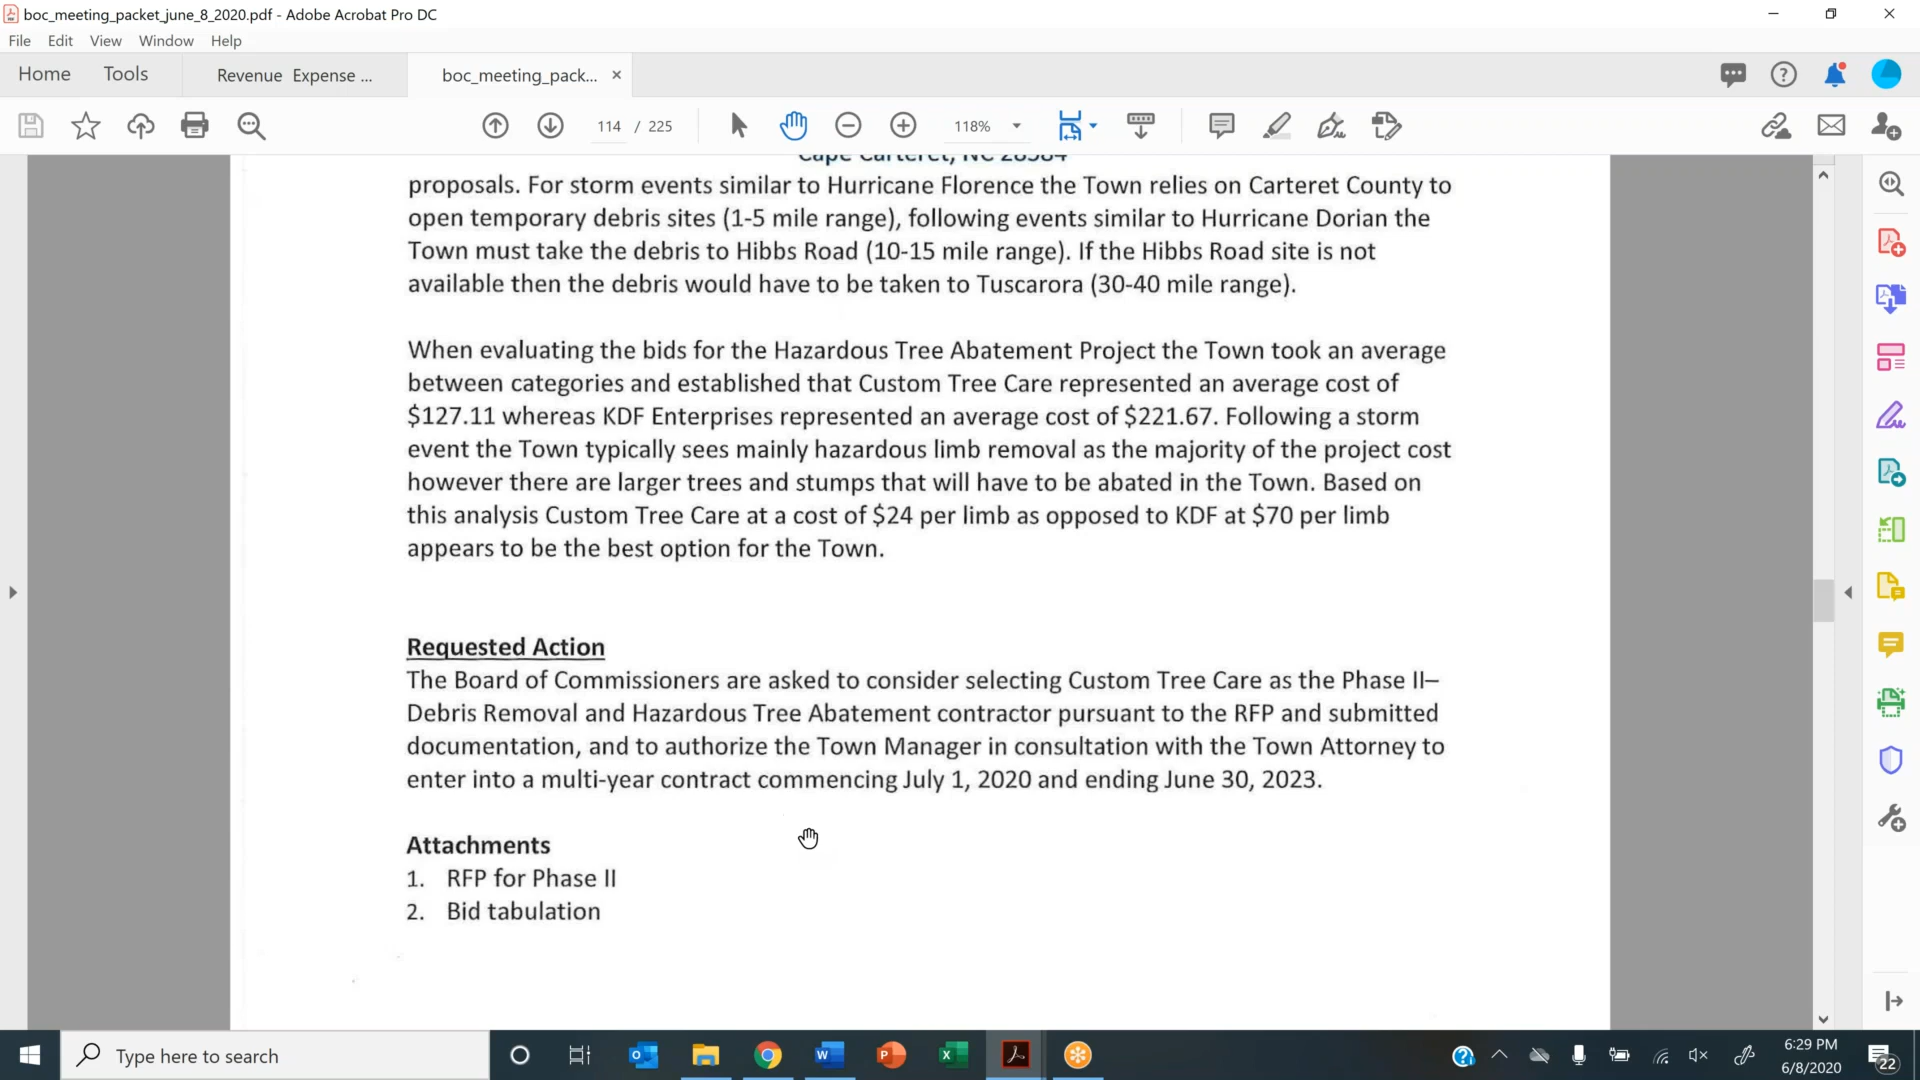 boc_meeting_packet_june_8_2020.pdf - Adobe Acrobat Pro DC
File Edit View Window Help
Home Tools Revenue Expense ... boc_meeting_pack... ×
114 / 225 118%
Cape Carteret, NC 28584
proposals. For storm events similar to Hurricane Florence the Town relies on Carteret County to
open temporary debris sites (1-5 mile range), following events similar to Hurricane Dorian the
Town must take the debris to Hibbs Road (10-15 mile range). If the Hibbs Road site is not
available then the debris would have to be taken to Tuscarora (30-40 mile range).
When evaluating the bids for the Hazardous Tree Abatement Project the Town took an average
between categories and established that Custom Tree Care represented an average cost of
$127.11 whereas KDF Enterprises represented an average cost of $221.67. Following a storm
event the Town typically sees mainly hazardous limb removal as the majority of the project cost
however there are larger trees and stumps that will have to be abated in the Town. Based on
this analysis Custom Tree Care at a cost of $24 per limb as opposed to KDF at $70 per limb
appears to be the best option for the Town.
Requested Action
The Board of Commissioners are asked to consider selecting Custom Tree Care as the Phase II–
Debris Removal and Hazardous Tree Abatement contractor pursuant to the RFP and submitted
documentation, and to authorize the Town Manager in consultation with the Town Attorney to
enter into a multi-year contract commencing July 1, 2020 and ending June 30, 2023.
Attachments
1. RFP for Phase II
2. Bid tabulation
Type here to search
6:29 PM
6/8/2020
22